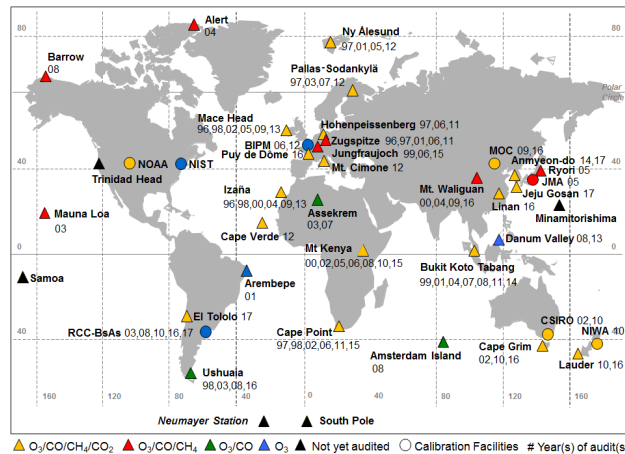 Alert
04
Ny Ålesund
97,01,05,12
80
80
Barrow
08
Pallas-Sodankylä
97,03,07,12
Polar
Circle
Mace Head
96,98,02,05,09,13
Hohenpeissenberg 97,06,11
Zugspitze 96,97,01,06,11
BIPM 06,12
Jungfraujoch 99,06,15
Puy de Dôme 16
Mt. Cimone 12
MOC 09,16
Anmyeon-do 14,17
Ryori 05
JMA 05
Jeju Gosan 17
Mt. Waliguan
00,04,09,16
Linan 16
Minamitorishima
40
40
NOAA
NIST
Trinidad Head
Izaña
96,98,00,04,09,13
Assekrem
03,07
Mauna Loa
03
Cape Verde 12
Mt Kenya
00,02,05,06,08,10,15
Danum Valley 08,13
Bukit Koto Tabang
99,01,04,07,08,11,14
0
0
Samoa
Arembepe
01
El Tololo 17
RCC-BsAs 03,08,10,16,17
Cape Point
97,98,02,06,11,15
CSIRO 02,10
NIWA 10
40
40
Amsterdam Island
08
Cape Grim
02,10,16
Lauder 10,16
Ushuaia
98,03,08,16
160 120 80 40 0 40 80 120 160
Neumayer Station
South Pole
O₃/CO/CH₄/CO₂ O₃/CO/CH₄ O₃/CO O₃ Not yet audited Calibration Facilities # Year(s) of audit(s